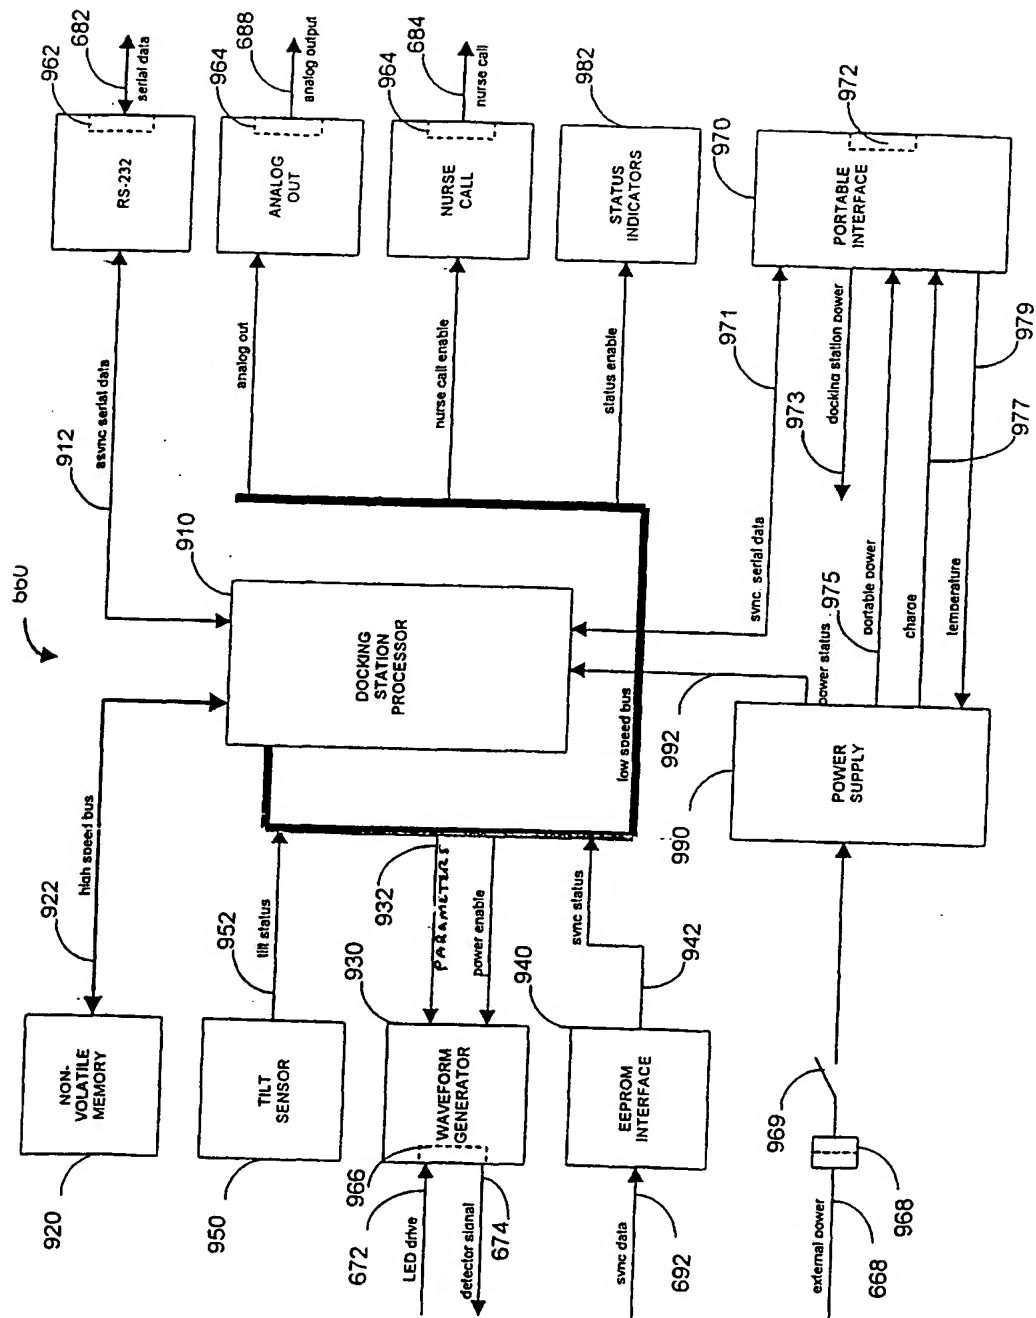 660
922
high speed bus
912
async serial data
962
682
serial data
RS-232
NON-
VOLATILE
MEMORY
920
952
tilt status
910
analog out
964
688
analog output
ANALOG
OUT
TILT
SENSOR
950
DOCKING
STATION
PROCESSOR
930
932
PARAMETERS
power enable
nurse call enable
964
684
nurse call
NURSE
CALL
WAVEFORM
GENERATOR
966
672
LED drive
674
detector signal
940
sync status
942
low speed bus
status enable
982
STATUS
INDICATORS
EEPROM
INTERFACE
sync data
692
992
sync. serial data
971
970
972
990
power status
POWER
SUPPLY
975
portable power
973
docking station power
PORTABLE
INTERFACE
charge
977
temperature
979
969
968
external power
668